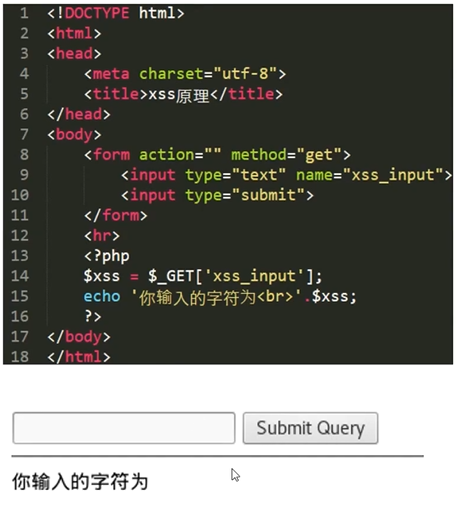 1 <!DOCTYPE html>
2 <html>
3 <head>
4 <meta charset="utf-8">
5 <title>xss原理</title>
6 </head>
7 <body>
8 <form action="" method="get">
9 <input type="text" name="xss_input">
10 <input type="submit">
11 </form>
12 <hr>
13 <?php
14 $xss = $_GET['xss_input'];
15 echo '你输入的字符为<br>'.$xss;
16 ?>
17 </body>
18 </html>
Submit Query
你输入的字符为